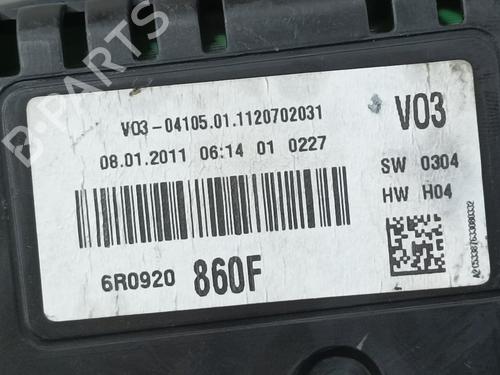 B-PARTS
V03-04105.01.1120702031
V03
08.01.2011 06:14 01 0227
SW 0304
HW H04
6R0920 860F
A2C53387633080332